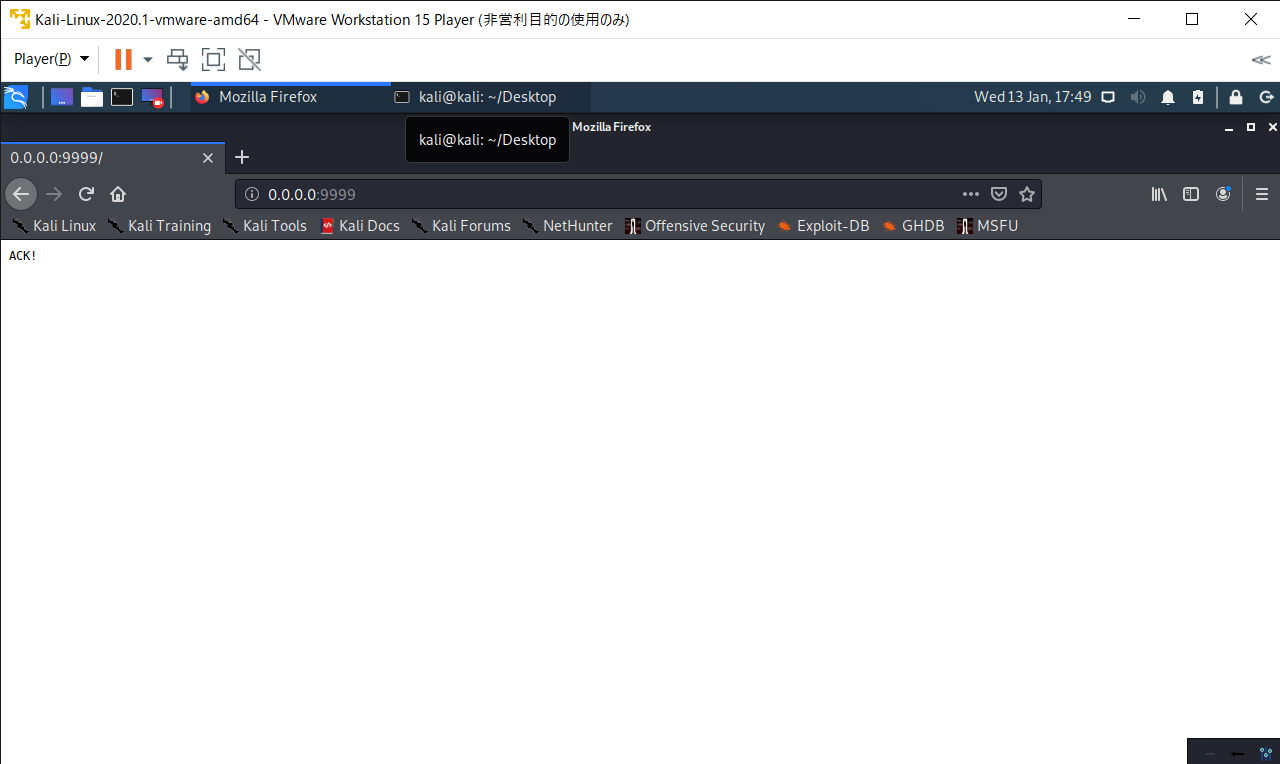 Kali-Linux-2020.1-vmware-amd64 - VMware Workstation 15 Player (非営利目的の使用のみ)
Player(P)
Mozilla Firefox kali@kali: ~/Desktop Wed 13 Jan, 17:49
Mozilla Firefox
kali@kali: ~/Desktop
0.0.0.0:9999/
0.0.0.0:9999
Kali Linux Kali Training Kali Tools Kali Docs Kali Forums NetHunter Offensive Security Exploit-DB GHDB MSFU
ACK!